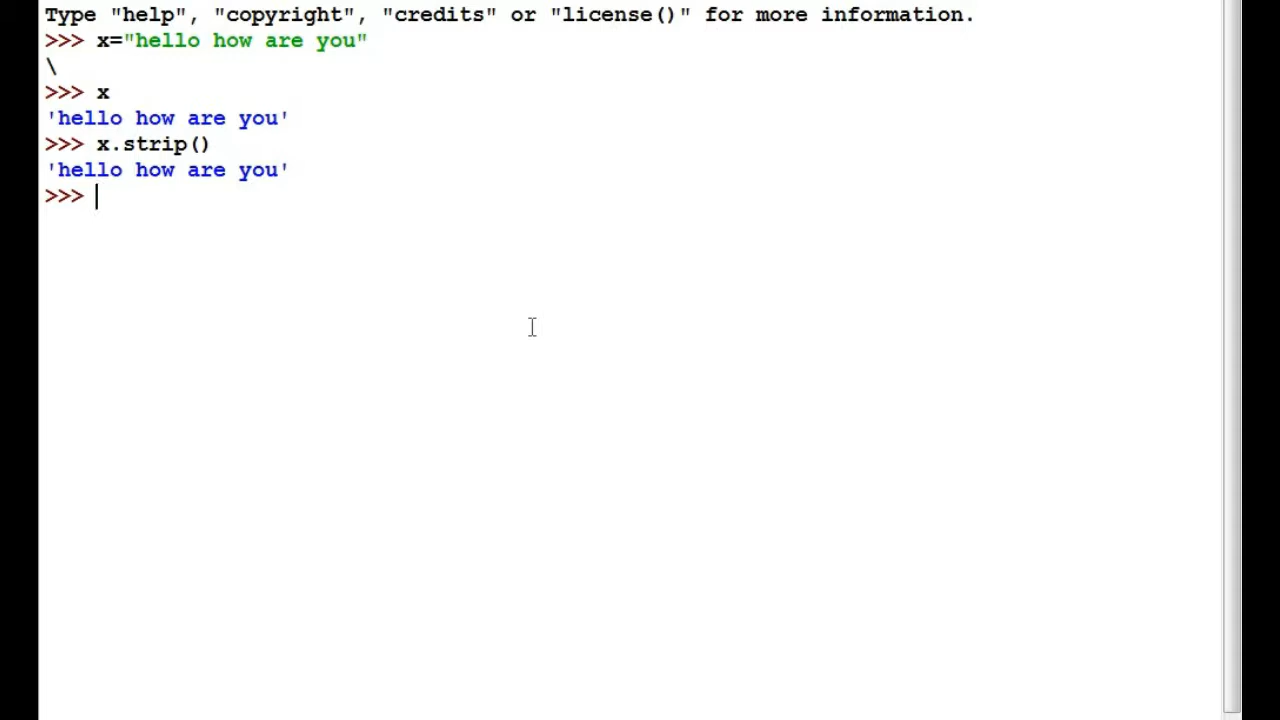 Type "help", "copyright", "credits" or "license()" for more information.
>>> x="hello how are you"
\
>>> x
'hello how are you'
>>> x.strip()
'hello how are you'
>>>